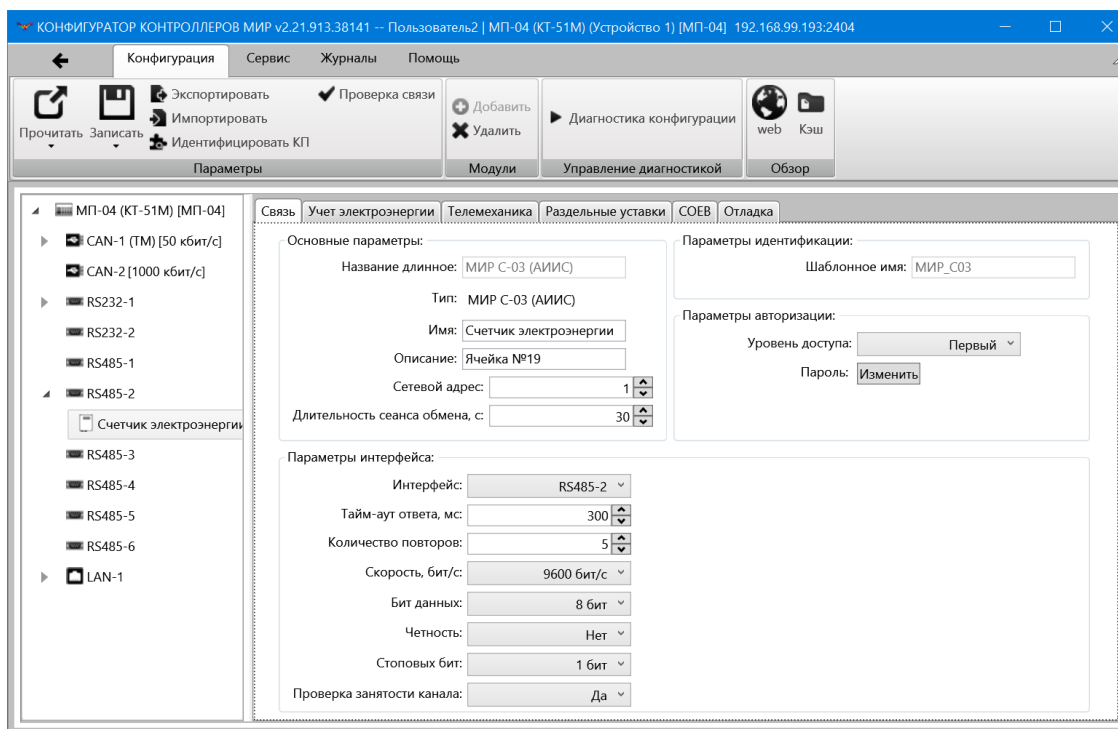 КОНФИГУРАТОР КОНТРОЛЛЕРОВ МИР v2.21.913.38141 -- Пользователь2 | МП-04 (КТ-51М) (Устройство 1) [МП-04] 192.168.99.193:2404
Конфигурация Сервис Журналы Помощь
Прочитать
Записать
Экспортировать
Импортировать
Идентифицировать КП
Проверка связи
Параметры
Добавить
Удалить
Модули
Диагностика конфигурации
Управление диагностикой
web
Кэш
Обзор
МП-04 (КТ-51М) [МП-04]
CAN-1 (ТМ) [50 кбит/с]
CAN-2 [1000 кбит/с]
RS232-1
RS232-2
RS485-1
RS485-2
Счетчик электроэнергии
RS485-3
RS485-4
RS485-5
RS485-6
LAN-1
Связь Учет электроэнергии Телемеханика Раздельные уставки СОЕВ Отладка
Основные параметры:
Название длинное: МИР С-03 (АИИС)
Тип: МИР С-03 (АИИС)
Имя: Счетчик электроэнергии
Описание: Ячейка №19
Сетевой адрес: 1
Длительность сеанса обмена, с: 30
Параметры идентификации:
Шаблонное имя: МИР_С03
Параметры авторизации:
Уровень доступа: Первый
Пароль: Изменить
Параметры интерфейса:
Интерфейс: RS485-2
Тайм-аут ответа, мс: 300
Количество повторов: 5
Скорость, бит/с: 9600 бит/с
Бит данных: 8 бит
Четность: Нет
Стоповых бит: 1 бит
Проверка занятости канала: Да